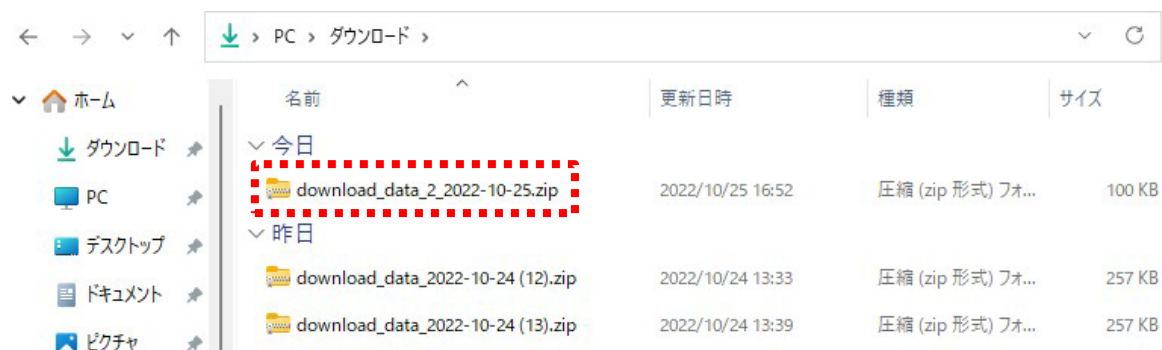 PC > ダウンロード >
ホーム
名前 更新日時 種類 サイズ
ダウンロード
今日
PC
download_data_2_2022-10-25.zip 2022/10/25 16:52 圧縮 (zip 形式) フォ... 100 KB
昨日
デスクトップ
download_data_2022-10-24 (12).zip 2022/10/24 13:33 圧縮 (zip 形式) フォ... 257 KB
ドキュメント
download_data_2022-10-24 (13).zip 2022/10/24 13:39 圧縮 (zip 形式) フォ... 257 KB
ピクチャ